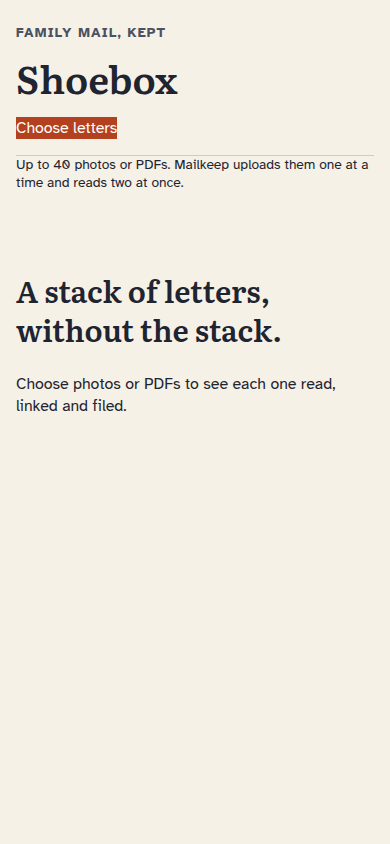 FAMILY MAIL, KEPT
Shoebox
Choose letters
Up to 40 photos or PDFs. Mailkeep uploads them one at a
time and reads two at once.
A stack of letters,
without the stack.
Choose photos or PDFs to see each one read,
linked and filed.